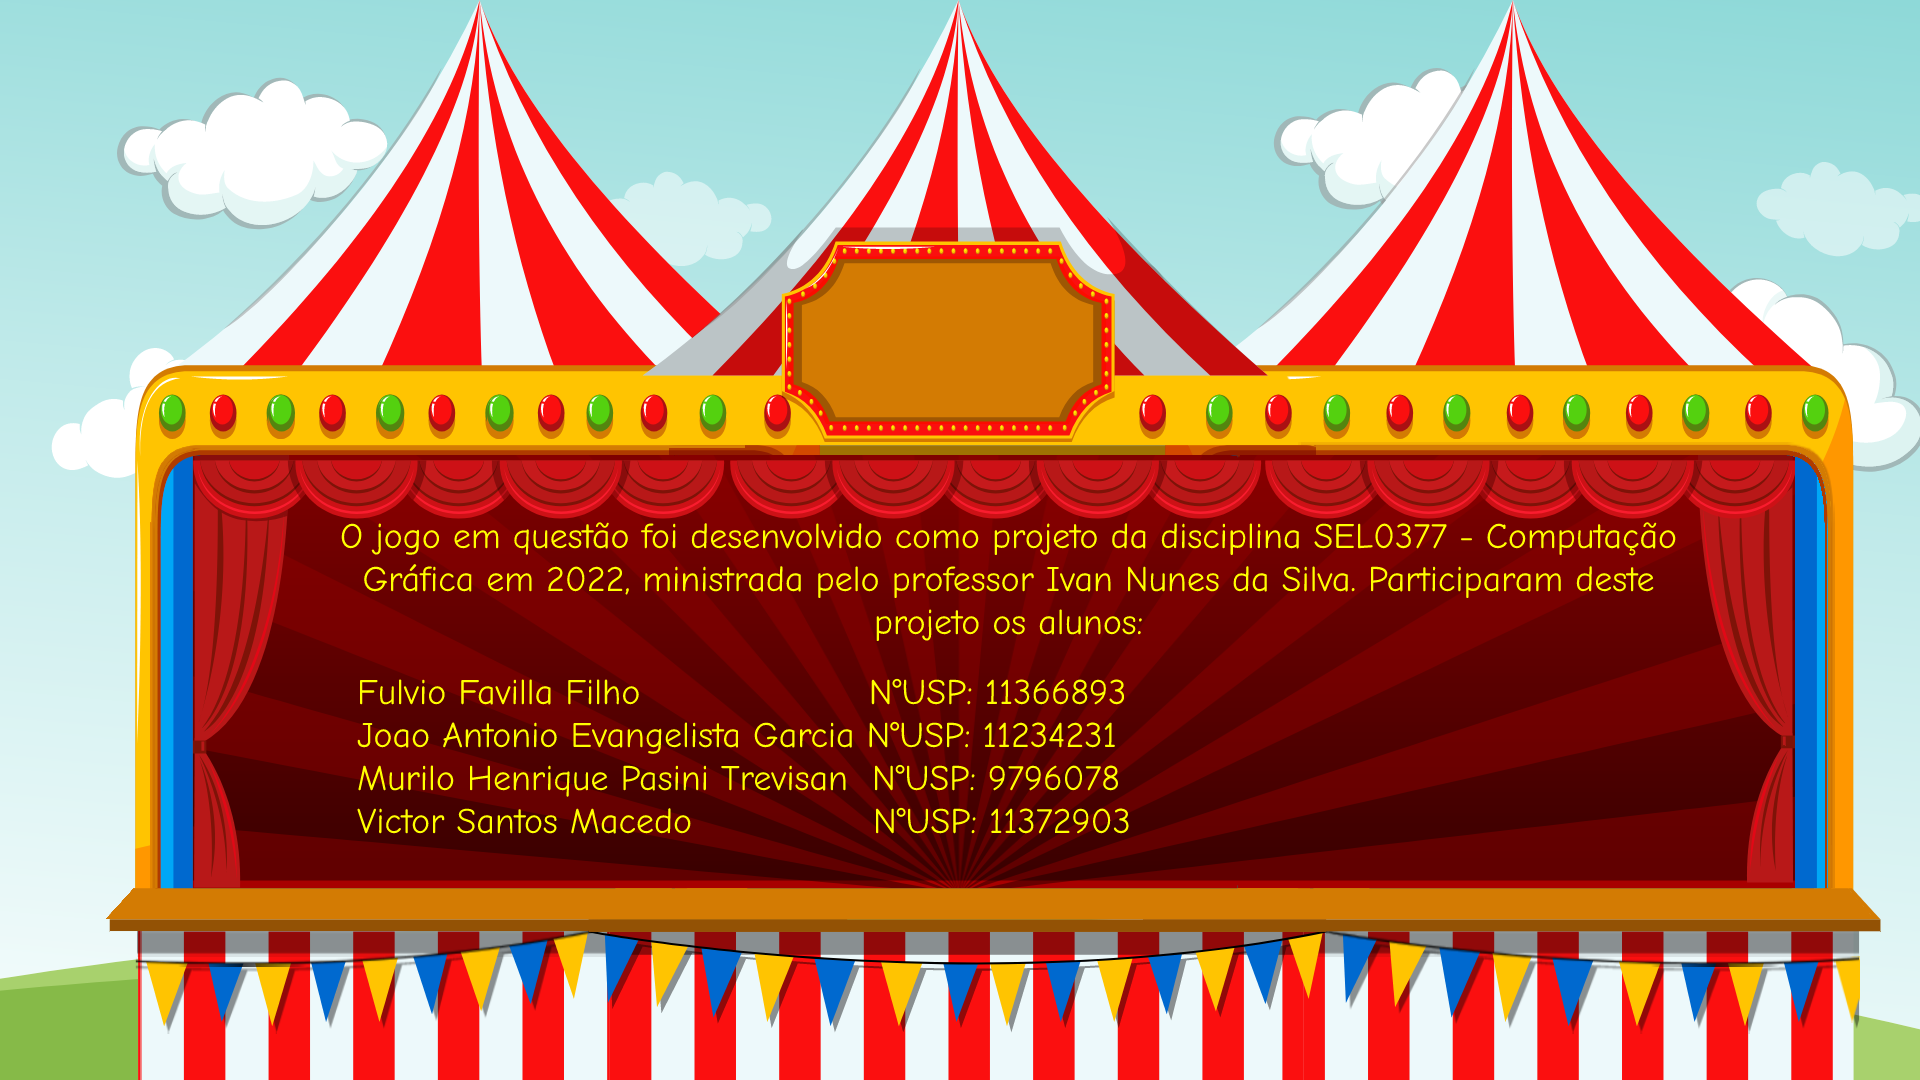 O jogo em questão foi desenvolvido como projeto da disciplina SEL0377 - Computação
Gráfica em 2022, ministrada pelo professor Ivan Nunes da Silva. Participaram deste
projeto os alunos:
Fulvio Favilla Filho N°USP: 11366893
Joao Antonio Evangelista Garcia N°USP: 11234231
Murilo Henrique Pasini Trevisan N°USP: 9796078
Victor Santos Macedo N°USP: 11372903